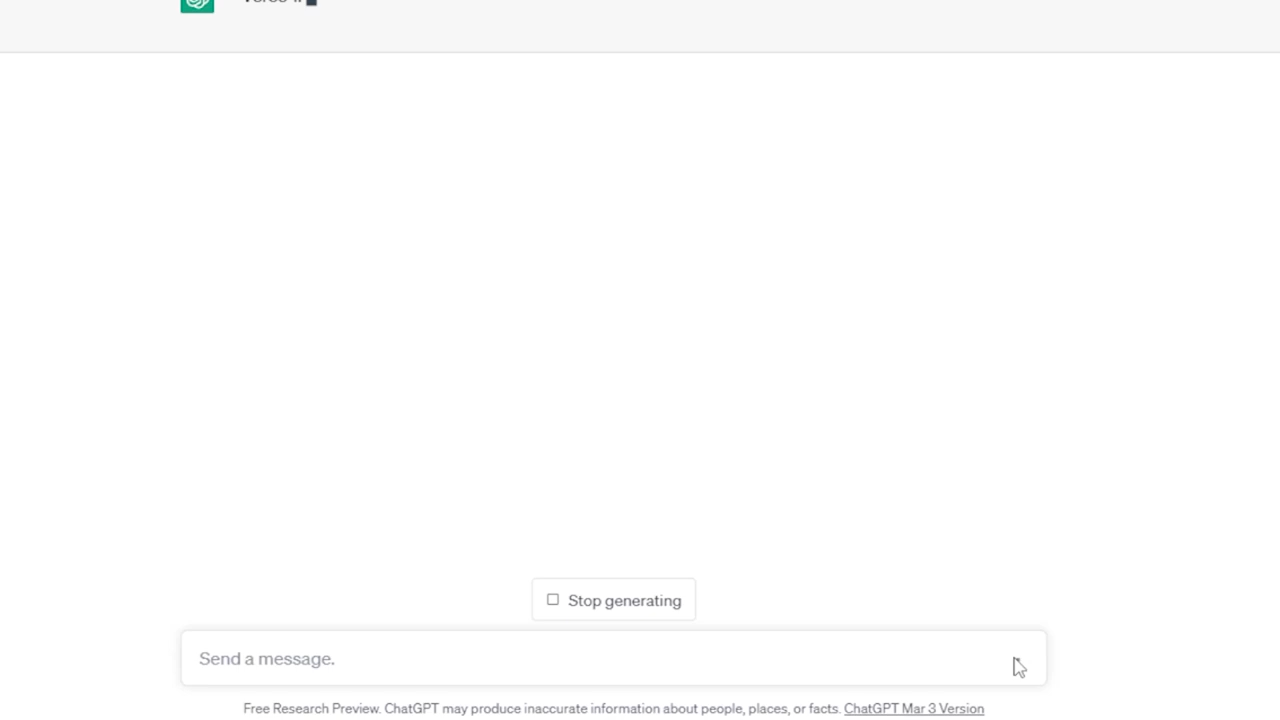 Stop generating
Send a message.
Free Research Preview. ChatGPT may produce inaccurate information about people, places, or facts. ChatGPT Mar 3 Version